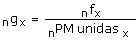 ₙgₓ = ₙfₓ / ₙPM unidas ₓ